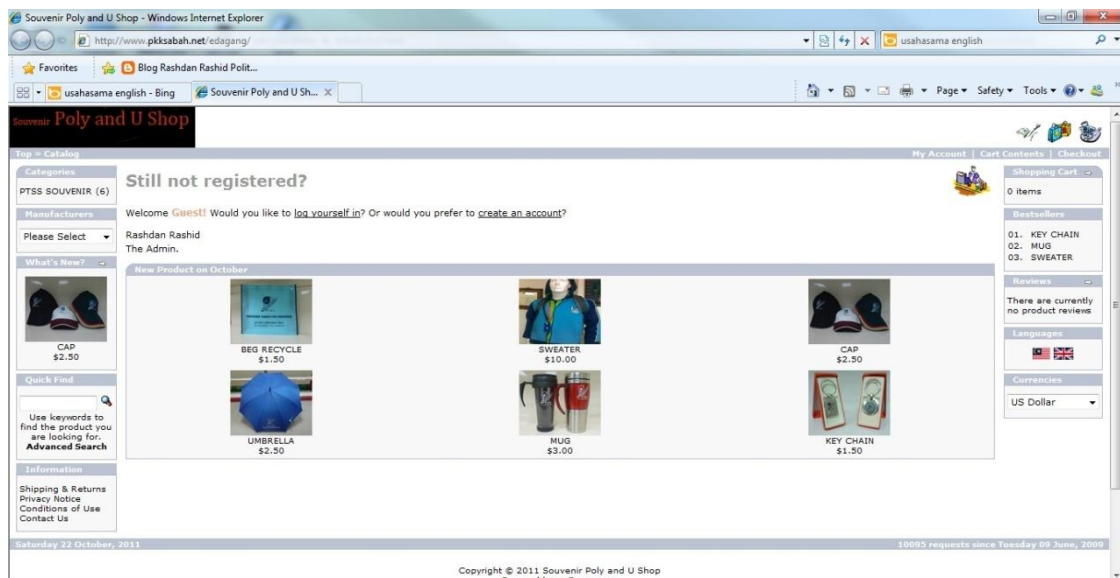 Souvenir Poly and U Shop - Windows Internet Explorer
http://www.pkksabah.net/edagang/
usahasama english
Favorites
Blog Rashdan Rashid Polit...
usahasama english - Bing
Souvenir Poly and U Sh...
Page
Safety
Tools
Souvenir Poly and U Shop
Top » Catalog
My Account | Cart Contents | Checkout
Categories
PTSS SOUVENIR (6)
Manufacturers
Please Select
What's New?
CAP
$2.50
Quick Find
Use keywords to
find the product you
are looking for.
Advanced Search
Information
Shipping & Returns
Privacy Notice
Conditions of Use
Contact Us
Still not registered?
Welcome Guest! Would you like to log yourself in? Or would you prefer to create an account?
Rashdan Rashid
The Admin.
New Product on October
BEG RECYCLE
$1.50
SWEATER
$10.00
CAP
$2.50
UMBRELLA
$2.50
MUG
$3.00
KEY CHAIN
$1.50
Shopping Cart
0 items
Bestsellers
01. KEY CHAIN
02. MUG
03. SWEATER
Reviews
There are currently
no product reviews
Languages
Currencies
US Dollar
Saturday 22 October, 2011
10095 requests since Tuesday 09 June, 2009
Copyright © 2011 Souvenir Poly and U Shop